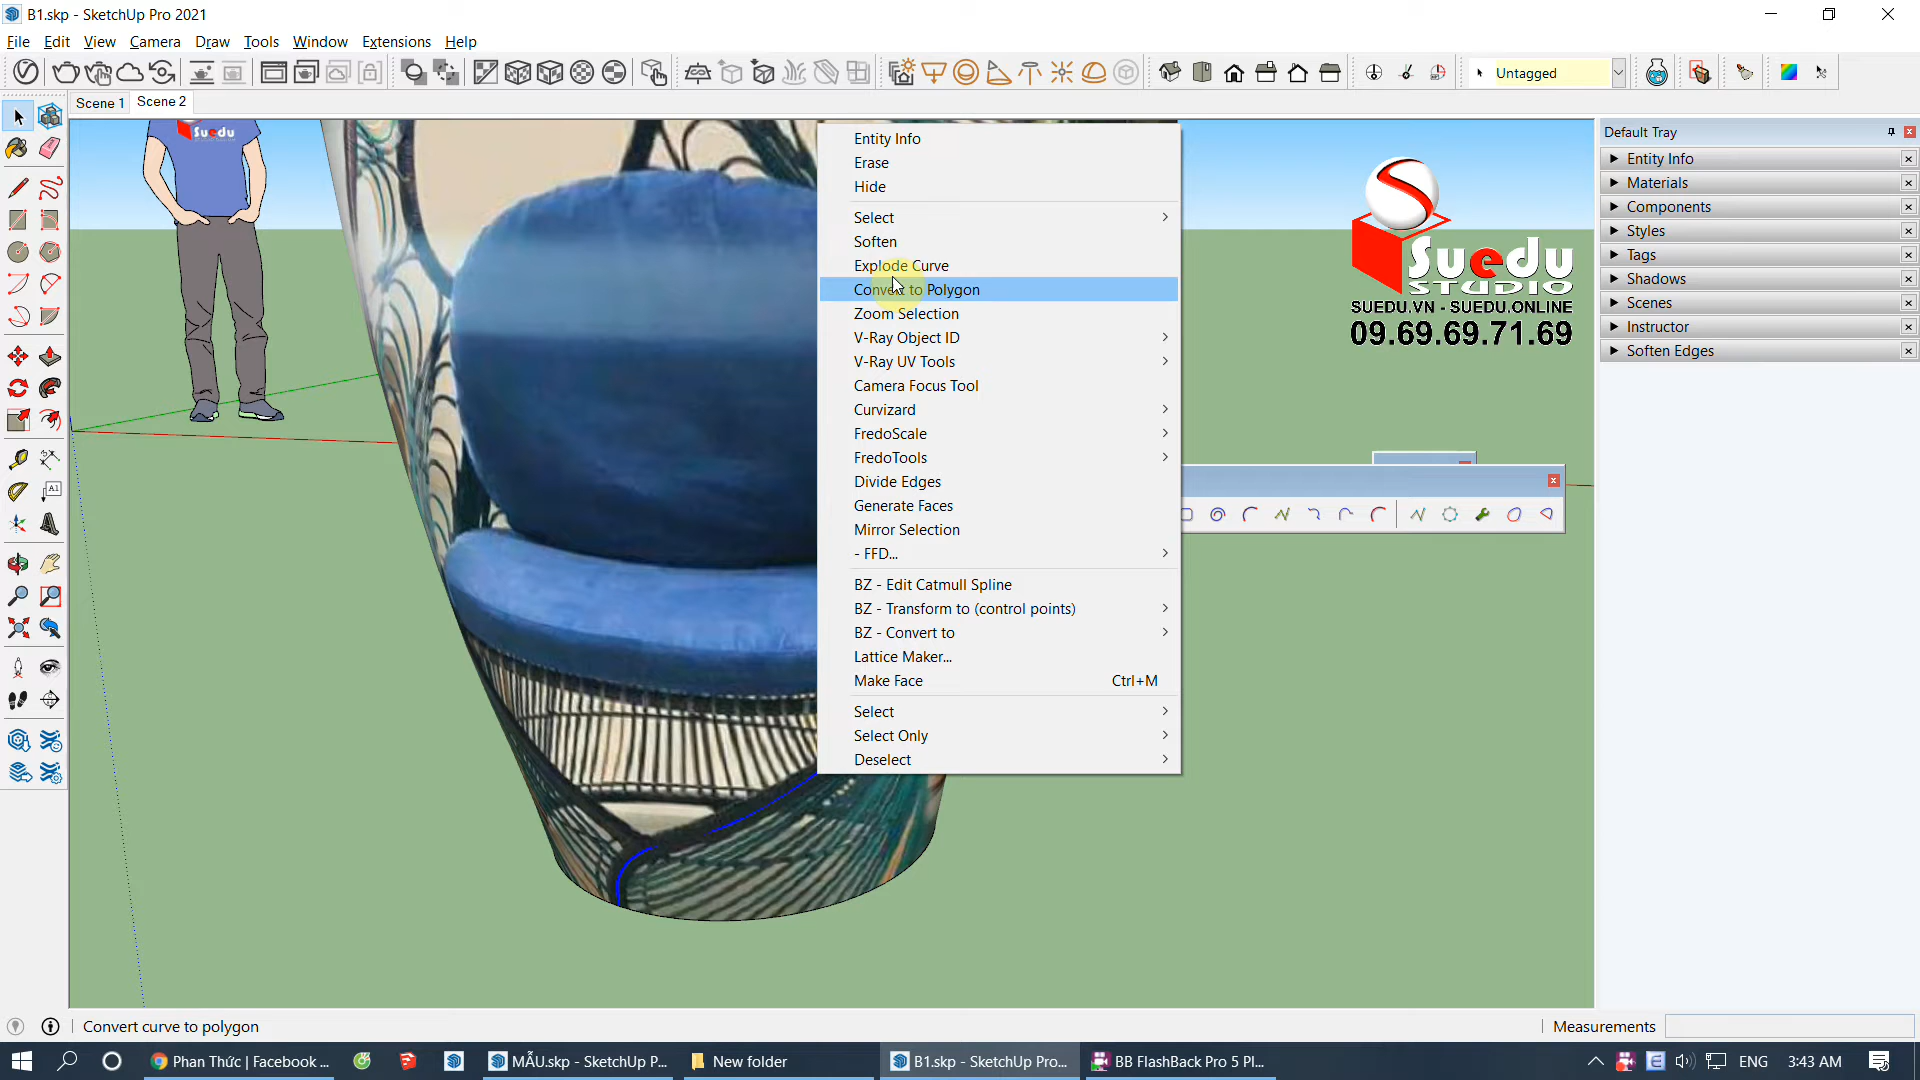 B1.skp - SketchUp Pro 2021
File Edit View Camera Draw Tools Window Extensions Help
Untagged
Scene 1 Scene 2
Suedu
Entity Info
Erase
Hide
Select
Soften
Explode Curve
Convert to Polygon
Zoom Selection
V-Ray Object ID
V-Ray UV Tools
Camera Focus Tool
Curvizard
FredoScale
FredoTools
Divide Edges
Generate Faces
Mirror Selection
- FFD...
BZ - Edit Catmull Spline
BZ - Transform to (control points)
BZ - Convert to
Lattice Maker...
Make Face Ctrl+M
Select
Select Only
Deselect
Suedu
STUDIO
SUEDU.VN - SUEDU.ONLINE
09.69.69.71.69
Default Tray
Entity Info
Materials
Components
Styles
Tags
Shadows
Scenes
Instructor
Soften Edges
Convert curve to polygon
Measurements
Phan Thức | Facebook ...
MẪU.skp - SketchUp P...
New folder
B1.skp - SketchUp Pro...
BB FlashBack Pro 5 Pl...
ENG
3:43 AM